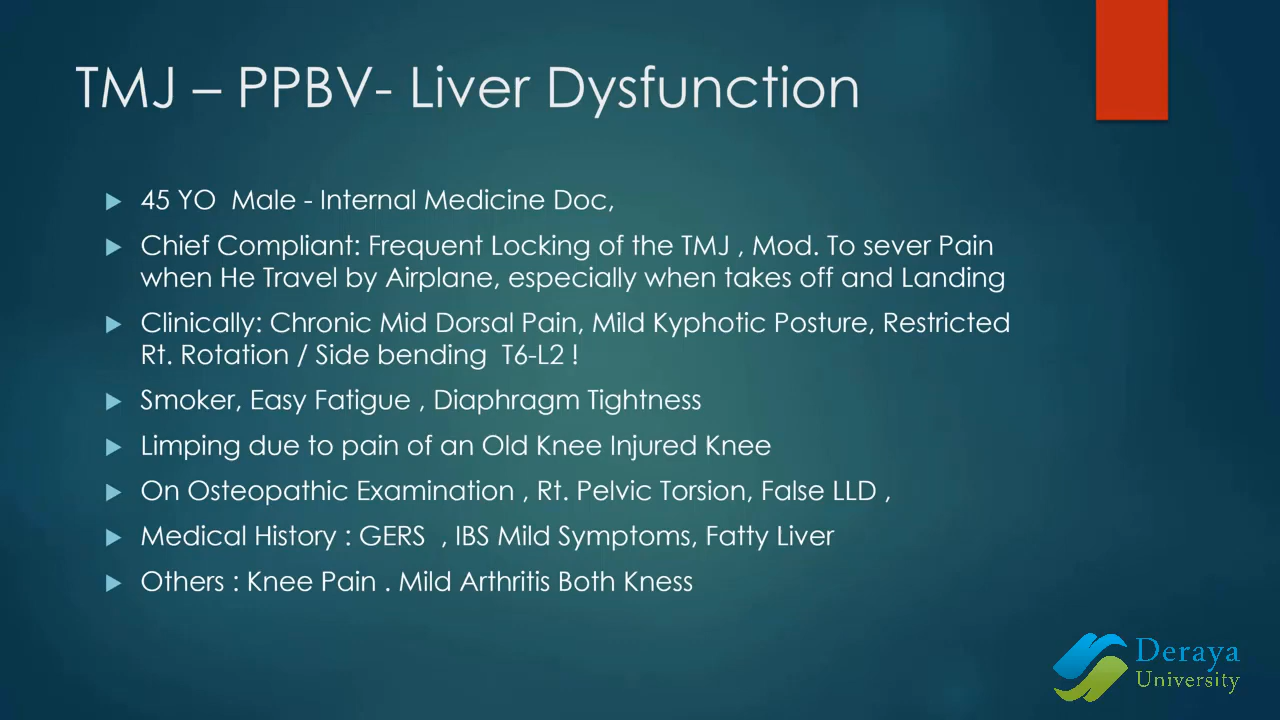 TMJ – PPBV- Liver Dysfunction
45 YO  Male - Internal Medicine Doc,
Chief Compliant: Frequent Locking of the TMJ , Mod. To sever Pain
when He Travel by Airplane, especially when takes off and Landing
Clinically: Chronic Mid Dorsal Pain, Mild Kyphotic Posture, Restricted
Rt. Rotation / Side bending  T6-L2 !
Smoker, Easy Fatigue , Diaphragm Tightness
Limping due to pain of an Old Knee Injured Knee
On Osteopathic Examination , Rt. Pelvic Torsion, False LLD ,
Medical History : GERS  , IBS Mild Symptoms, Fatty Liver
Others : Knee Pain . Mild Arthritis Both Kness
Deraya
University